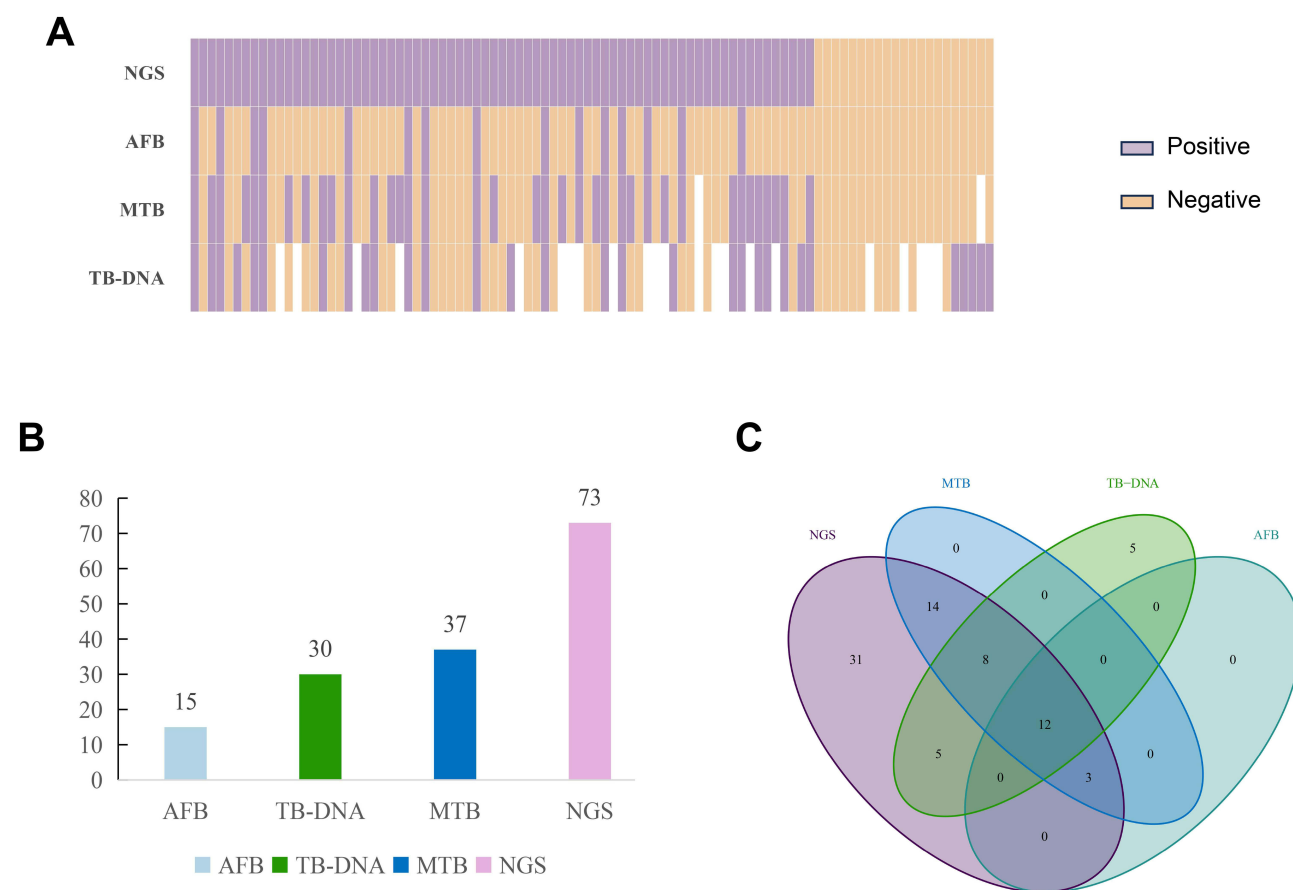 A
NGS
AFB
MTB
TB-DNA
Positive
Negative
B
80
70
60
50
40
30
20
10
0
15
30
37
73
AFB TB-DNA MTB NGS
AFB TB-DNA MTB NGS
C
MTB TB-DNA
NGS AFB
0 5
14 0 0
31 8 0 0
12
5 0 3 0
0